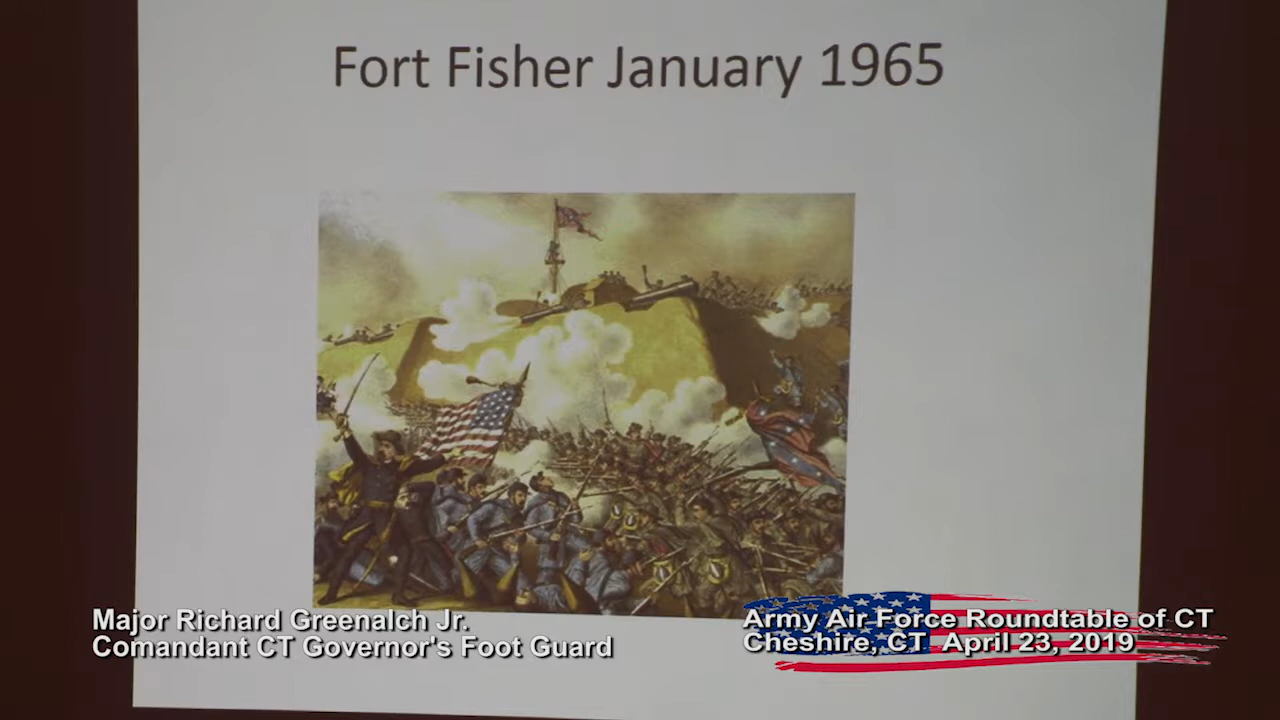 Fort Fisher January 1965
Major Richard Greenalch Jr.
Comandant CT Governor's Foot Guard
Army Air Force Roundtable of CT
Cheshire, CT April 23, 2019